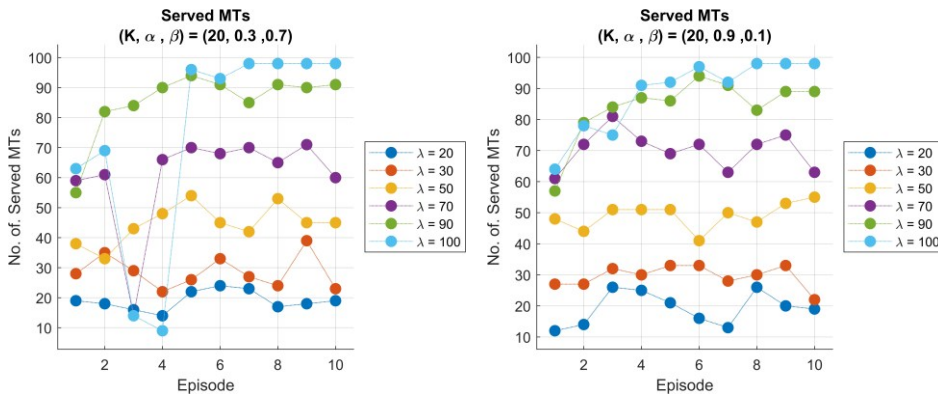 Served MTs
(K, α , β) = (20, 0.3 ,0.7)
100
90
80
70
60
50
40
30
20
10
No. of. Served MTs
2
4
6
8
10
Episode
λ = 20
λ = 30
λ = 50
λ = 70
λ = 90
λ = 100
Served MTs
(K, α , β) = (20, 0.9 ,0.1)
100
90
80
70
60
50
40
30
20
10
No. of. Served MTs
2
4
6
8
10
Episode
λ = 20
λ = 30
λ = 50
λ = 70
λ = 90
λ = 100